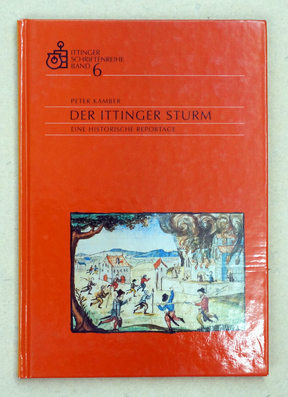 ITTINGER
SCHRIFTENREIHE
BAND 6
PETER KAMBER
DER ITTINGER STURM
EINE HISTORISCHE REPORTAGE